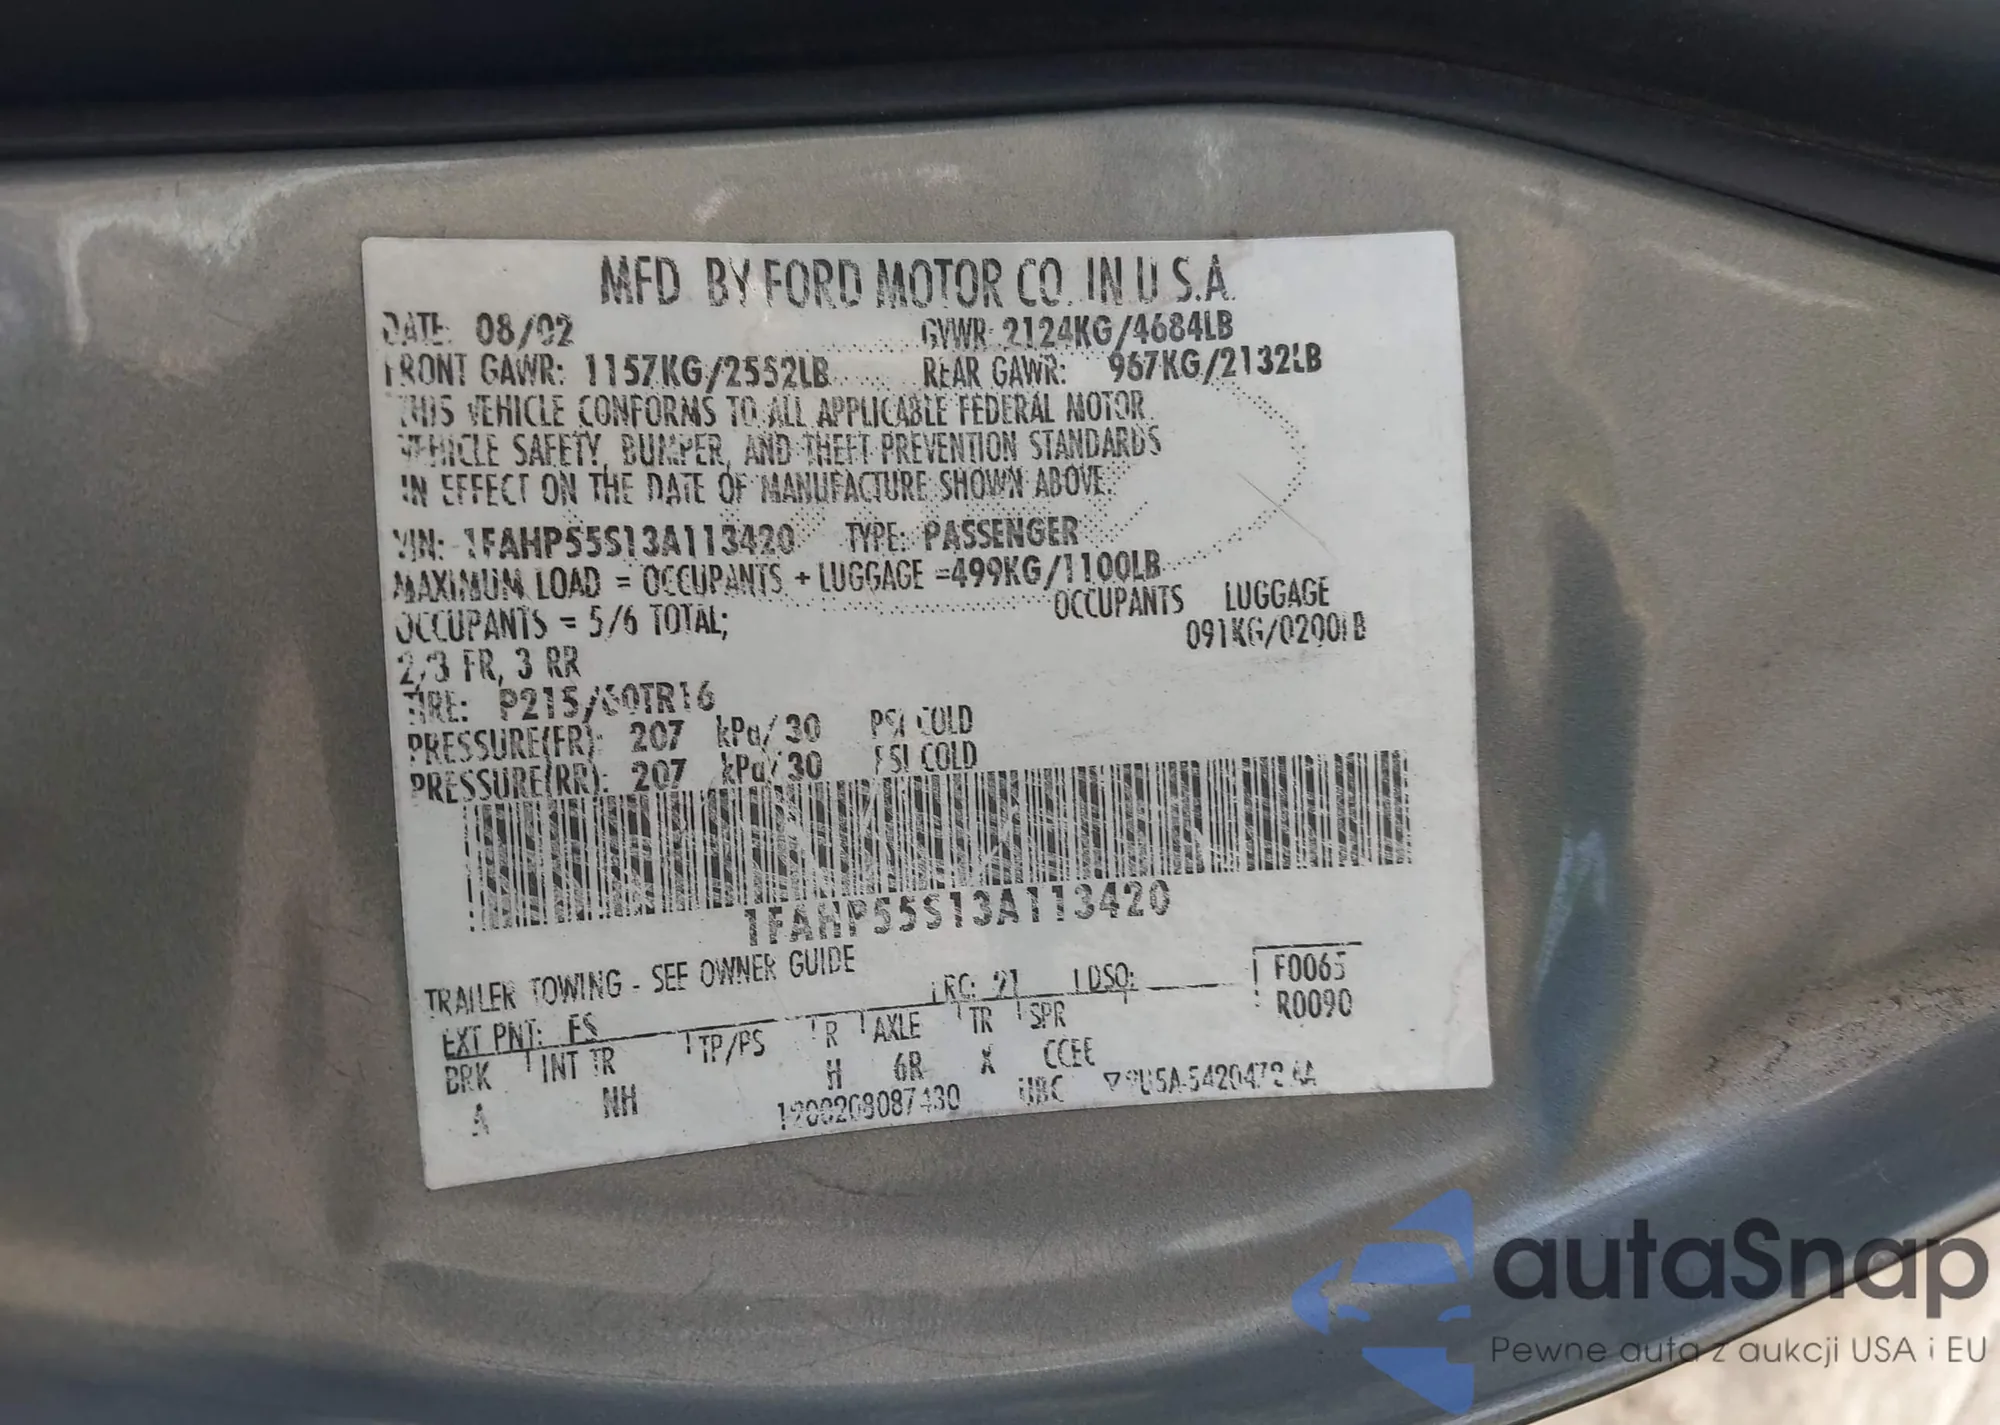 MFD BY FORD MOTOR CO. IN U.S.A.
DATE: 08/02 GVWR: 2124KG/4684LB
FRONT GAWR: 1157KG/2552LB REAR GAWR: 967KG/2132LB
THIS VEHICLE CONFORMS TO ALL APPLICABLE FEDERAL MOTOR
VEHICLE SAFETY, BUMPER, AND THEFT PREVENTION STANDARDS
IN EFFECT ON THE DATE OF MANUFACTURE SHOWN ABOVE.
VIN: 1FAHP55S13A113420 TYPE: PASSENGER
MAXIMUM LOAD = OCCUPANTS + LUGGAGE =499KG/1100LB
OCCUPANTS = 5/6 TOTAL; OCCUPANTS LUGGAGE
2/3 FR, 3 RR 091KG/0200LB
TIRE: P215/60TR16
PRESSURE(FR): 207 kPa/30 PSI COLD
PRESSURE(RR): 207 kPa/30 PSI COLD
1FAHP55S13A113420
TRAILER TOWING - SEE OWNER GUIDE
EXT PNT: FS RC: 21 DSO: F0065
BRK INT TR TP/PS R AXLE TR SPR R0090
A NH H 6R X CCEE
UBC
autaSnap
Pewne auta z aukcji USA i EU